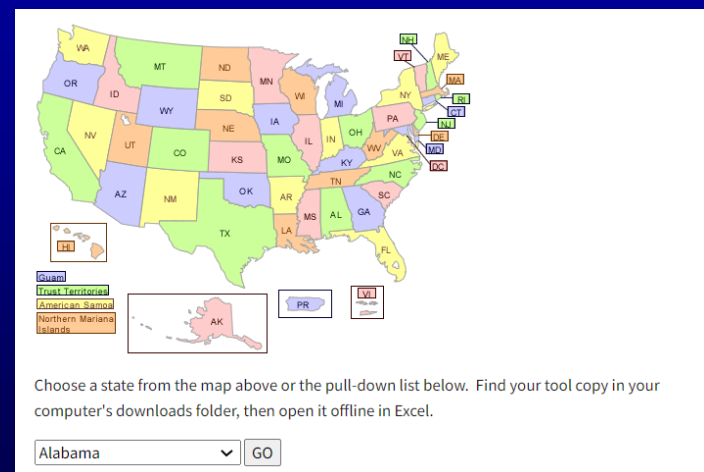 WA
MT
ND
MN
OR
ID
WY
SD
WI
MI
NH
VT
ME
NY
MA
RI
CT
NJ
DE
MD
DC
PA
NV
UT
CO
NE
IA
IL
IN
OH
WV
VA
CA
AZ
NM
KS
MO
KY
TN
NC
SC
OK
AR
TX
LA
MS
AL
GA
FL
HI
Guam
Trust Territories
American Samoa
Northern Mariana
Islands
AK
PR
VI
Choose a state from the map above or the pull-down list below. Find your tool copy in your
computer's downloads folder, then open it offline in Excel.
Alabama
GO